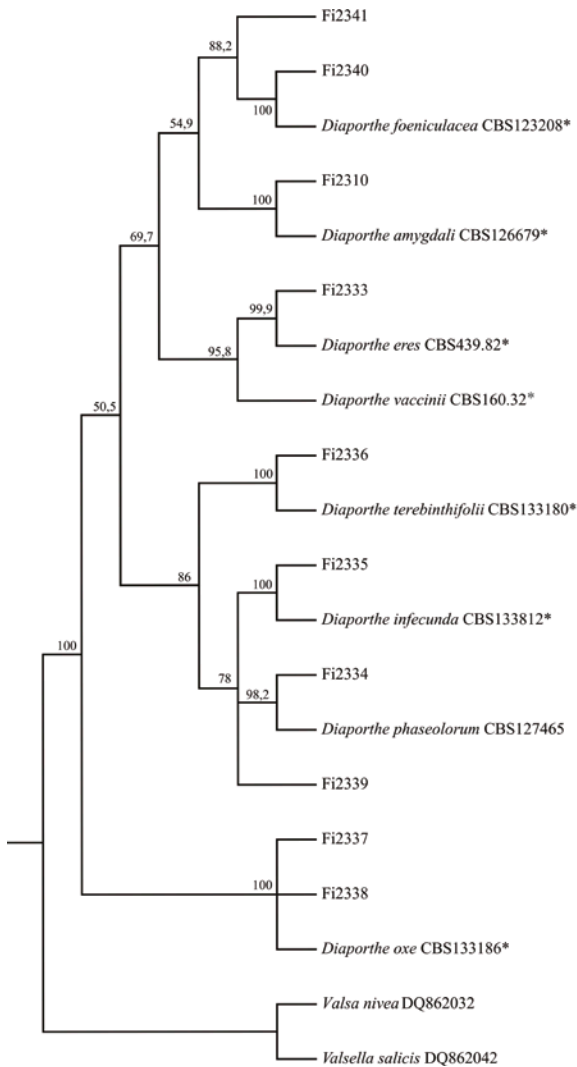 Fi2341
88,2
Fi2340
100
Diaporthe foeniculacea CBS123208*
54,9
Fi2310
100
Diaporthe amygdali CBS126679*
69,7
Fi2333
99,9
Diaporthe eres CBS439.82*
95,8
Diaporthe vaccinii CBS160.32*
50,5
Fi2336
100
Diaporthe terebinthifolii CBS133180*
Fi2335
86
100
Diaporthe infecunda CBS133812*
100
78
Fi2334
98,2
Diaporthe phaseolorum CBS127465
Fi2339
Fi2337
100
Fi2338
Diaporthe oxe CBS133186*
Valsa nivea DQ862032
Valsella salicis DQ862042